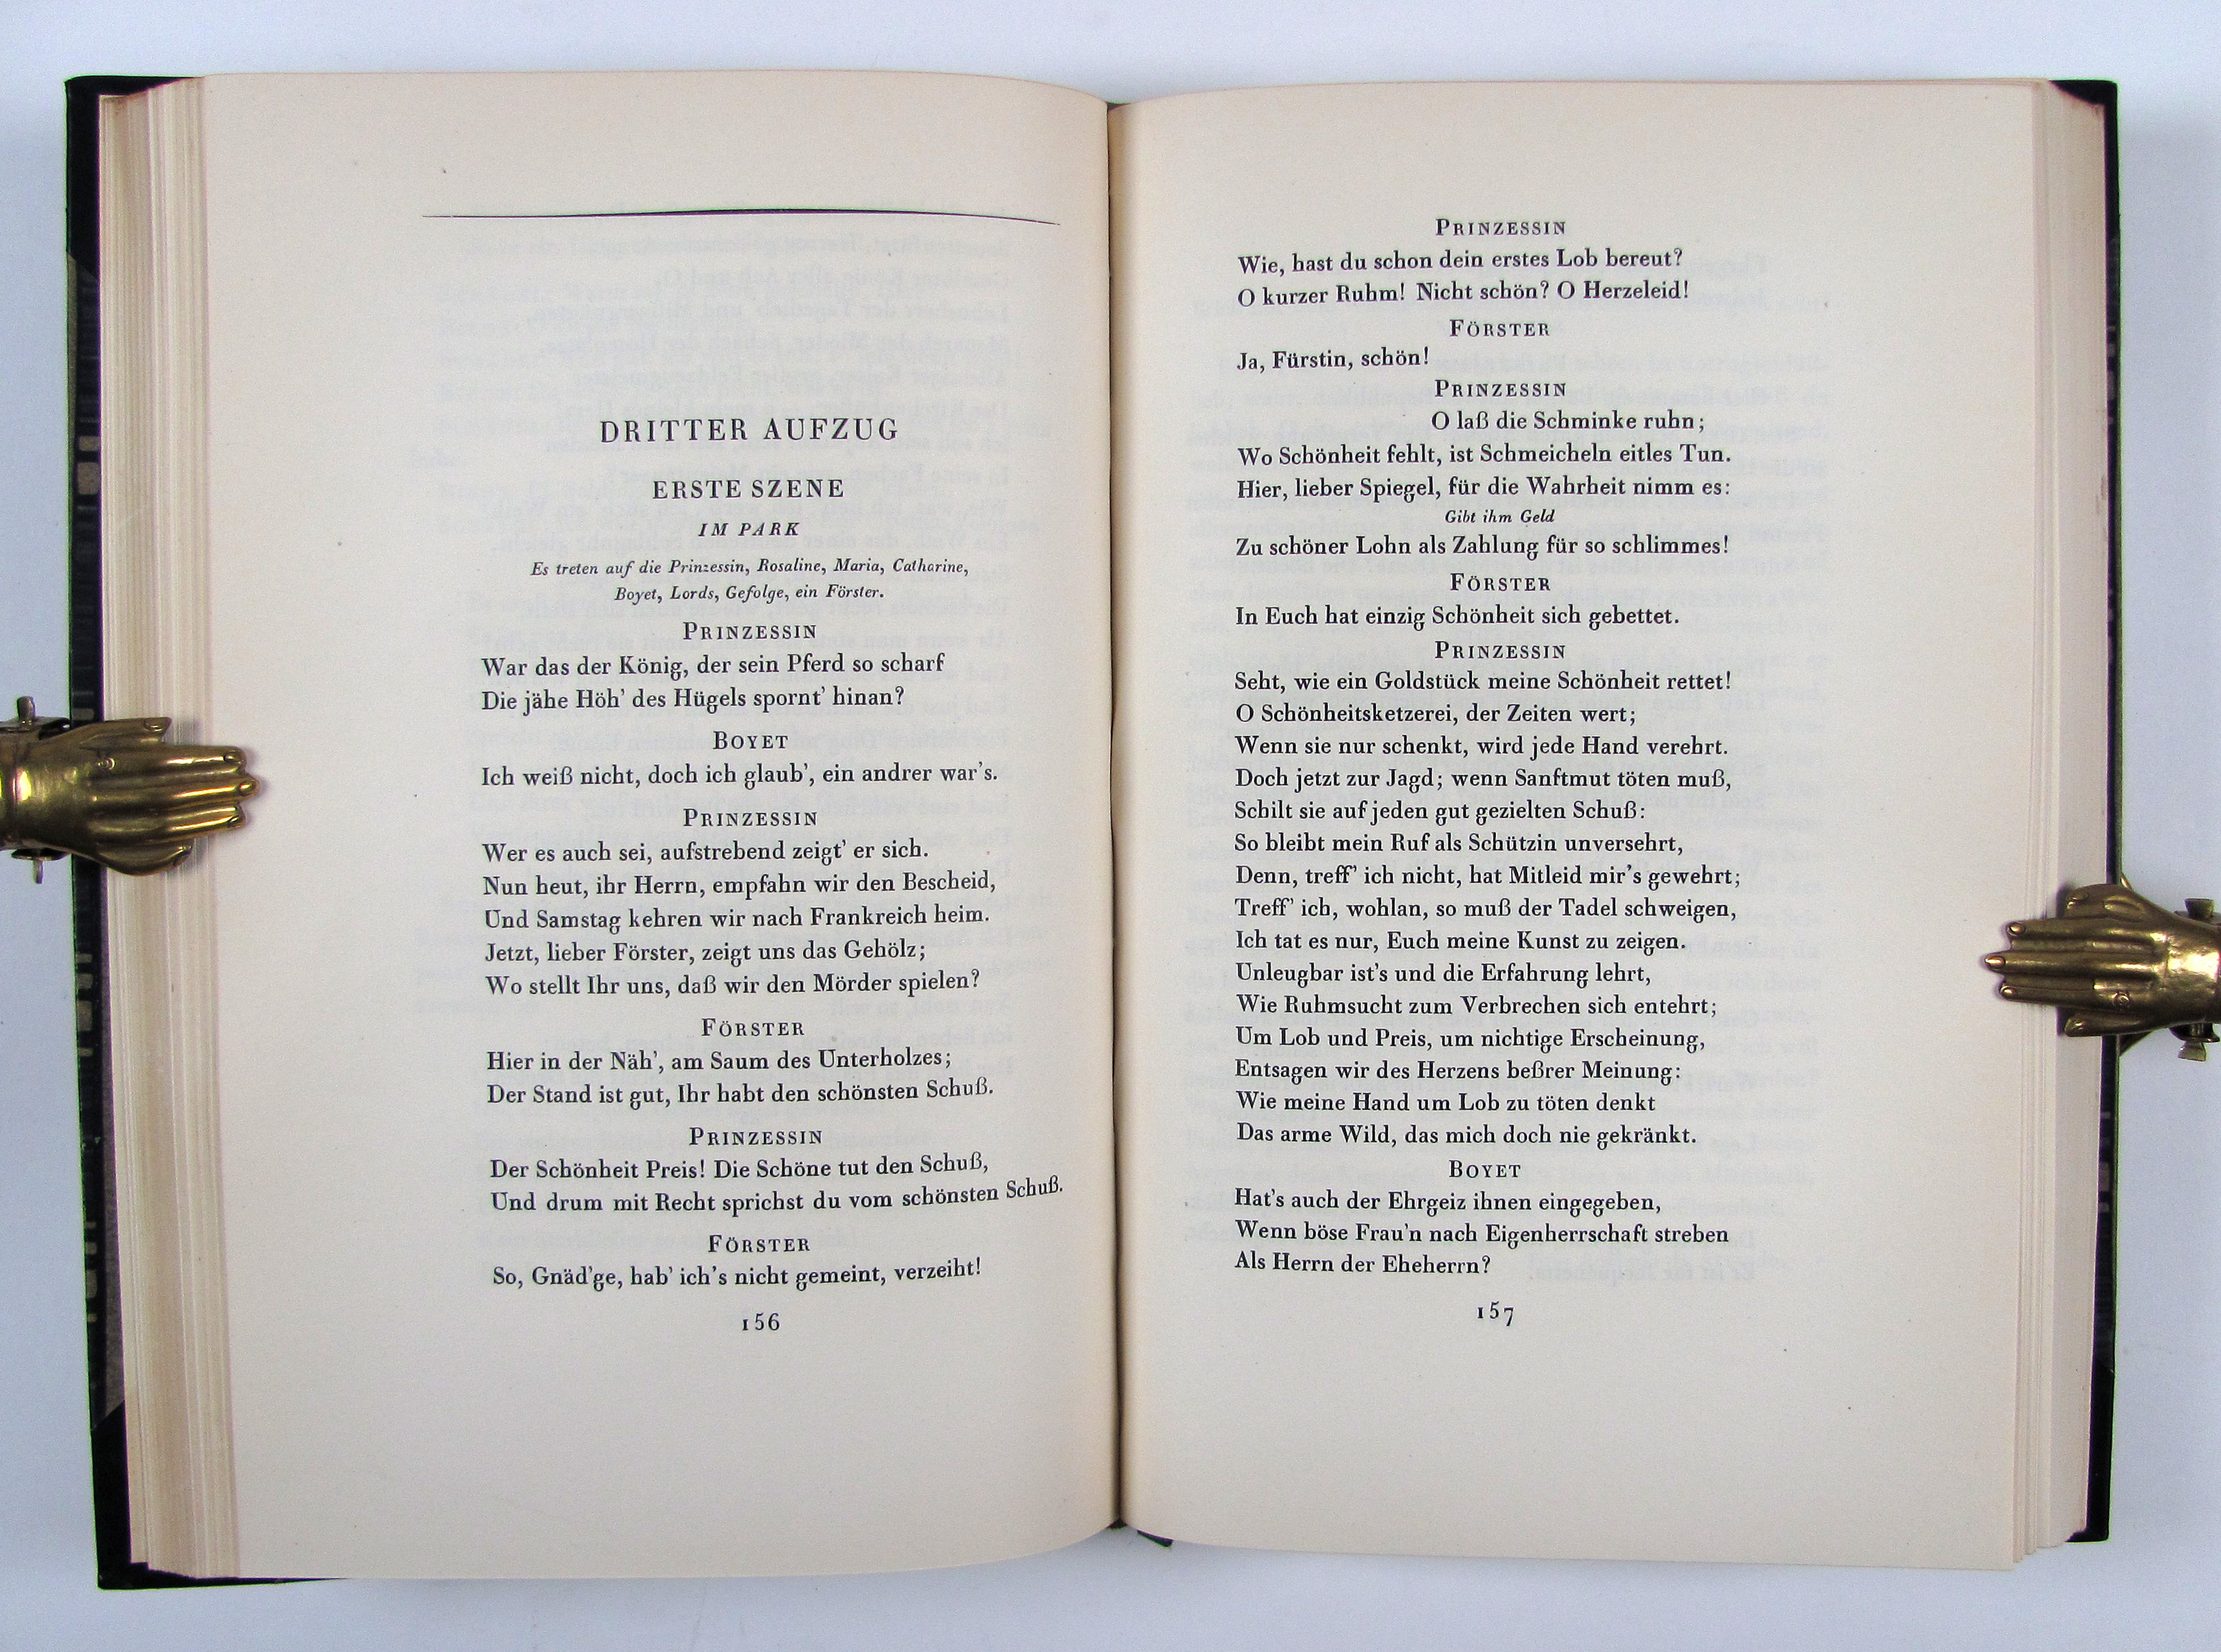 DRITTER AUFZUG
ERSTE SZENE
IM PARK
Es treten auf die Prinzessin, Rosaline, Maria, Catharine,
Boyet, Lords, Gefolge, ein Förster.
PRINZESSIN
War das der König, der sein Pferd so scharf
Die jähe Höh' des Hügels spornt' hinan?
BOYET
Ich weiß nicht, doch ich glaub', ein andrer war's.
PRINZESSIN
Wer es auch sei, aufstrebend zeigt' er sich.
Nun heut, ihr Herrn, empfahn wir den Bescheid,
Und Samstag kehren wir nach Frankreich heim.
Jetzt, lieber Förster, zeigt uns das Gehölz;
Wo stellt Ihr uns, daß wir den Mörder spielen?
FÖRSTER
Hier in der Näh', am Saum des Unterholzes;
Der Stand ist gut, Ihr habt den schönsten Schuß.
PRINZESSIN
Der Schönheit Preis! Die Schöne tut den Schuß,
Und drum mit Recht sprichst du vom schönsten Schuß.
FÖRSTER
So, Gnäd'ge, hab' ich's nicht gemeint, verzeiht!
156
PRINZESSIN
Wie, hast du schon dein erstes Lob bereut?
O kurzer Ruhm! Nicht schön? O Herzeleid!
FÖRSTER
Ja, Fürstin, schön!
PRINZESSIN
O laß die Schminke ruhn;
Wo Schönheit fehlt, ist Schmeicheln eitles Tun.
Hier, lieber Spiegel, für die Wahrheit nimm es:
Gibt ihm Geld
Zu schöner Lohn als Zahlung für so schlimmes!
FÖRSTER
In Euch hat einzig Schönheit sich gebettet.
PRINZESSIN
Seht, wie ein Goldstück meine Schönheit rettet!
O Schönheitsketzerei, der Zeiten wert;
Wenn sie nur schenkt, wird jede Hand verehrt.
Doch jetzt zur Jagd; wenn Sanftmut töten muß,
Schilt sie auf jeden gut gezielten Schuß:
So bleibt mein Ruf als Schützin unversehrt,
Denn, treff' ich nicht, hat Mitleid mir's gewehrt;
Treff' ich, wohlan, so muß der Tadel schweigen,
Ich tat es nur, Euch meine Kunst zu zeigen.
Unleugbar ist's und die Erfahrung lehrt,
Wie Ruhmsucht zum Verbrechen sich entehrt;
Um Lob und Preis, um nichtige Erscheinung,
Entsagen wir des Herzens beßrer Meinung:
Wie meine Hand um Lob zu töten denkt
Das arme Wild, das mich doch nie gekränkt.
BOYET
Hat's auch der Ehrgeiz ihnen eingegeben,
Wenn böse Frau'n nach Eigenherrschaft streben
Als Herrn der Eheherrn?
157